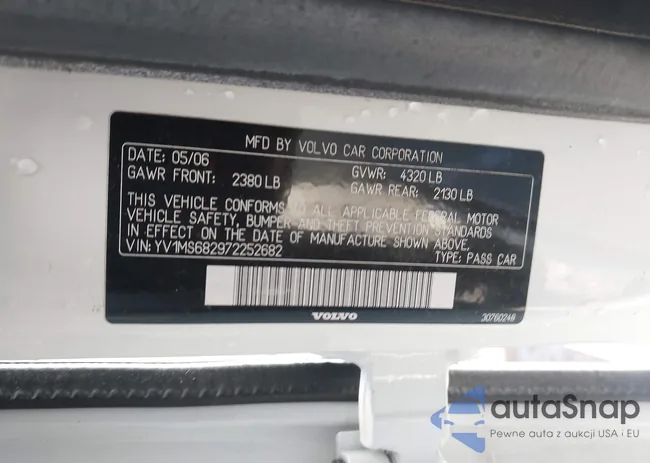 MFD BY VOLVO CAR CORPORATION
DATE: 05/06 GVWR: 4320 LB
GAWR FRONT: 2380 LB GAWR REAR: 2130 LB
THIS VEHICLE CONFORMS TO ALL APPLICABLE FEDERAL MOTOR
VEHICLE SAFETY, BUMPER-AND THEFT PREVENTION STANDARDS
IN EFFECT ON THE DATE OF MANUFACTURE SHOWN ABOVE.
VIN: YV1MS682972252682 TYPE: PASS CAR
VOLVO 30760248
autaSnap
Pewne auta z aukcji USA i EU